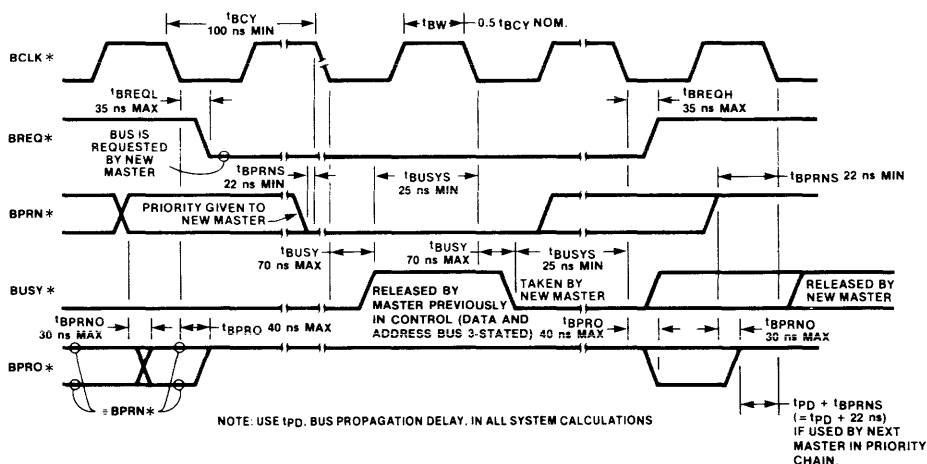 tBCY
100 ns MIN
tBW
0.5 tBCY NOM.
BCLK*
tBREQL
35 ns MAX
tBREQH
35 ns MAX
BREQ*
BUS IS
REQUESTED
BY NEW
MASTER
tBPRNS
22 ns MIN
tBUSYS
25 ns MIN
tBPRNS 22 ns MIN
BPRN*
PRIORITY GIVEN TO
NEW MASTER
tBUSY
70 ns MAX
tBUSY
70 ns MAX
tBUSYS
25 ns MIN
BUSY*
RELEASED BY
MASTER PREVIOUSLY
IN CONTROL (DATA AND
ADDRESS BUS 3-STATED)
TAKEN BY
NEW MASTER
RELEASED BY
NEW MASTER
tBPRNO
30 ns MAX
tBPRO 40 ns MAX
tBPRO
40 ns MAX
tBPRNO
30 ns MAX
BPRO*
= BPRN*
NOTE: USE tPD, BUS PROPAGATION DELAY, IN ALL SYSTEM CALCULATIONS
tPD + tBPRNS
(= tPD + 22 ns)
IF USED BY NEXT
MASTER IN PRIORITY
CHAIN.